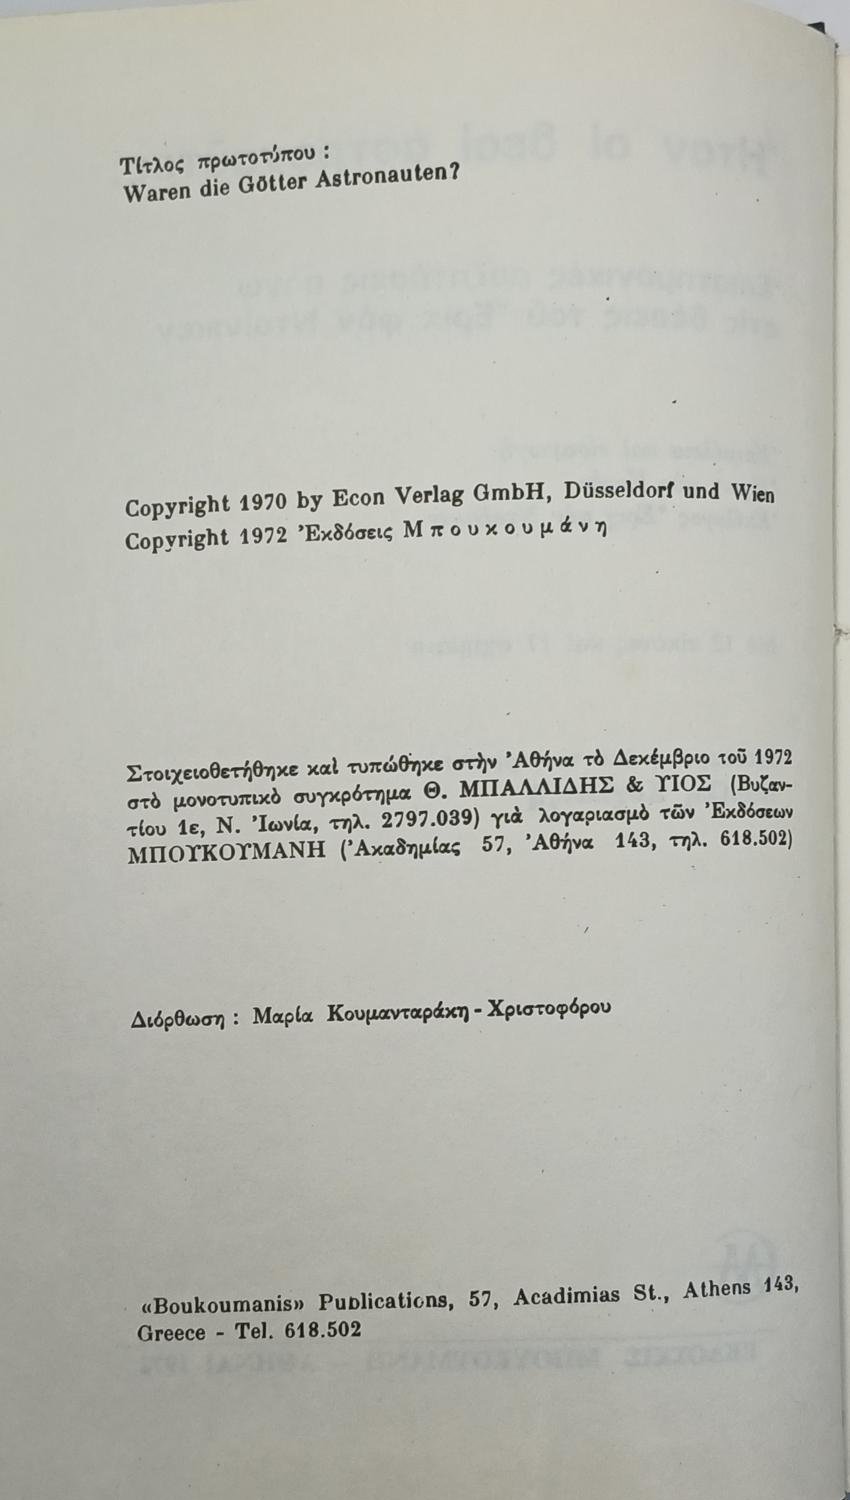 Τίτλος πρωτοτύπου :
Waren die Götter Astronauten?
Copyright 1970 by Econ Verlag GmbH, Düsseldorf und Wien
Copyright 1972 Ἐκδόσεις Μπουκουμάνη
Στοιχειοθετήθηκε καὶ τυπώθηκε στὴν Ἀθήνα τὸ Δεκέμβριο τοῦ 1972
στὸ μονοτυπικὸ συγκρότημα Θ. ΜΠΑΛΛΙΔΗΣ & ΥΙΟΣ (Βυζαν-
τίου 1ε, Ν. Ἰωνία, τηλ. 2797.039) γιὰ λογαριασμὸ τῶν Ἐκδόσεων
ΜΠΟΥΚΟΥΜΑΝΗ (Ἀκαδημίας 57, Ἀθήνα 143, τηλ. 618.502)
Διόρθωση : Μαρία Κουμανταράκη - Χριστοφόρου
«Boukoumanis» Publications, 57, Acadimias St., Athens 143,
Greece - Tel. 618.502